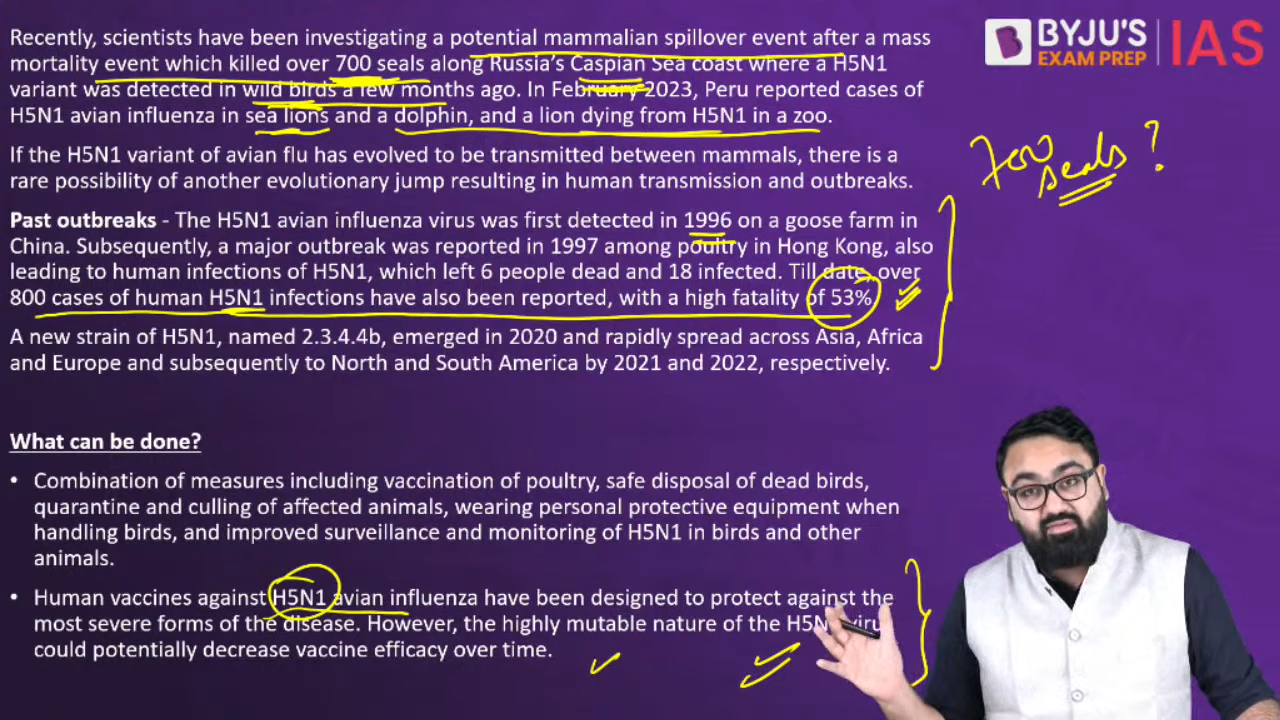 Recently, scientists have been investigating a potential mammalian spillover event after a mass
mortality event which killed over 700 seals along Russia's Caspian Sea coast where a H5N1
variant was detected in wild birds a few months ago. In February 2023, Peru reported cases of
H5N1 avian influenza in sea lions and a dolphin, and a lion dying from H5N1 in a zoo.
If the H5N1 variant of avian flu has evolved to be transmitted between mammals, there is a
rare possibility of another evolutionary jump resulting in human transmission and outbreaks.
Past outbreaks - The H5N1 avian influenza virus was first detected in 1996 on a goose farm in
China. Subsequently, a major outbreak was reported in 1997 among poultry in Hong Kong, also
leading to human infections of H5N1, which left 6 people dead and 18 infected. Till date, over
800 cases of human H5N1 infections have also been reported, with a high fatality of 53%
A new strain of H5N1, named 2.3.4.4b, emerged in 2020 and rapidly spread across Asia, Africa
and Europe and subsequently to North and South America by 2021 and 2022, respectively.
What can be done?
• Combination of measures including vaccination of poultry, safe disposal of dead birds,
quarantine and culling of affected animals, wearing personal protective equipment when
handling birds, and improved surveillance and monitoring of H5N1 in birds and other
animals.
• Human vaccines against H5N1 avian influenza have been designed to protect against the
most severe forms of the disease. However, the highly mutable nature of the
could potentially decrease vaccine efficacy over time.
BYJU'S
EXAM PREP
IAS
700
seals ?